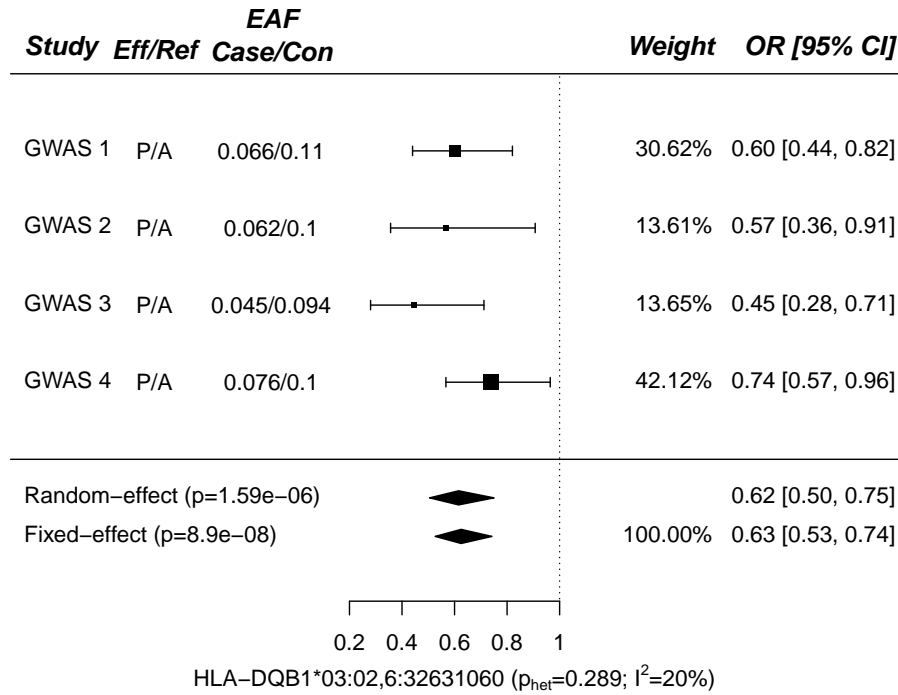 EAF
Study Eff/Ref Case/Con Weight OR [95% CI]
GWAS 1 P/A 0.066/0.11 30.62% 0.60 [0.44, 0.82]
GWAS 2 P/A 0.062/0.1 13.61% 0.57 [0.36, 0.91]
GWAS 3 P/A 0.045/0.094 13.65% 0.45 [0.28, 0.71]
GWAS 4 P/A 0.076/0.1 42.12% 0.74 [0.57, 0.96]
Random−effect (p=1.59e−06) 0.62 [0.50, 0.75]
Fixed−effect (p=8.9e−08) 100.00% 0.63 [0.53, 0.74]
0.2 0.4 0.6 0.8 1
HLA−DQB1*03:02,6:32631060 (phet=0.289; I²=20%)